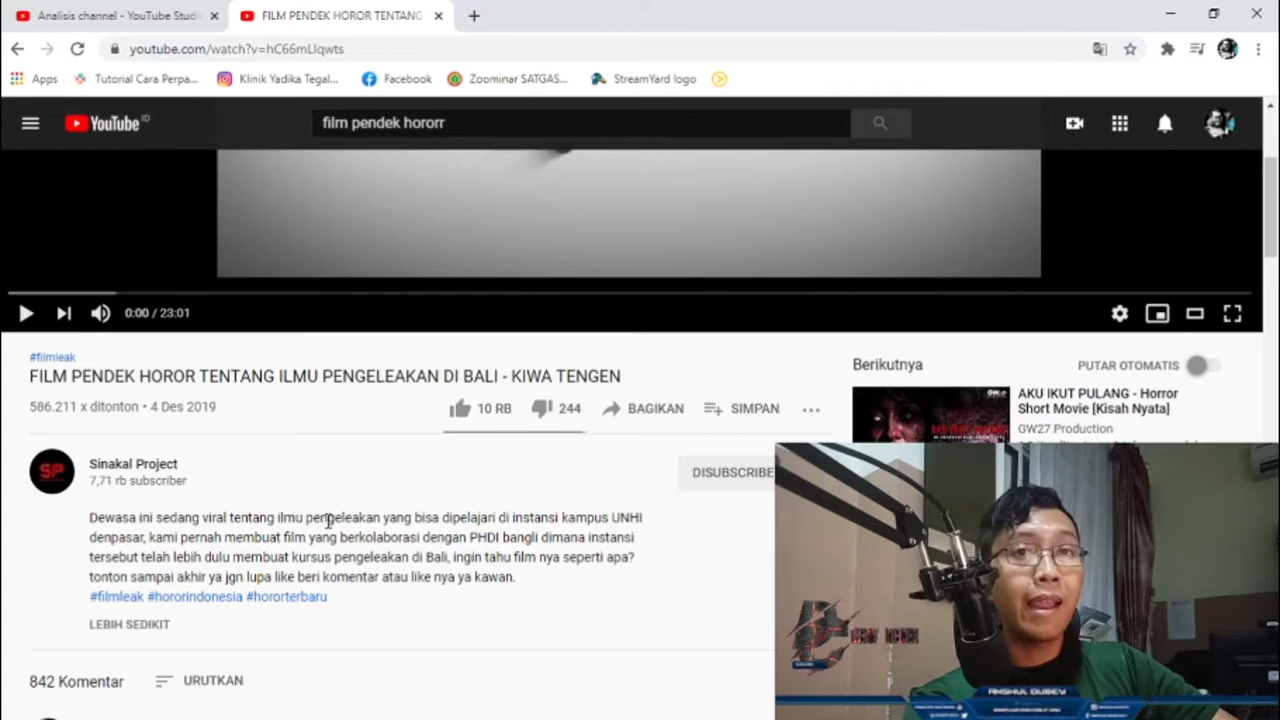 Analisis channel - YouTube Studi
FILM PENDEK HOROR TENTANG
youtube.com/watch?v=hC66mLlqwts
Apps
Tutorial Cara Perpa...
Klinik Yadika Tegal...
Facebook
Zoominar SATGAS...
StreamYard logo
YouTube ID
film pendek hororr
0:00 / 23:01
#filmleak
FILM PENDEK HOROR TENTANG ILMU PENGELEAKAN DI BALI - KIWA TENGEN
586.211 x ditonton • 4 Des 2019
10 RB
244
BAGIKAN
SIMPAN
Berikutnya
PUTAR OTOMATIS
AKU IKUT PULANG - Horror
Short Movie [Kisah Nyata]
GW27 Production
SP
Sinakal Project
7,71 rb subscriber
DISUBSCRIBE
Dewasa ini sedang viral tentang ilmu pengeleakan yang bisa dipelajari di instansi kampus UNHI
denpasar, kami pernah membuat film yang berkolaborasi dengan PHDI bangli dimana instansi
tersebut telah lebih dulu membuat kursus pengeleakan di Bali, ingin tahu film nya seperti apa?
tonton sampai akhir ya jgn lupa like beri komentar atau like nya ya kawan.
#filmleak #hororindonesia #hororterbaru
LEBIH SEDIKIT
842 Komentar
URUTKAN
ANSHUL DUBEY